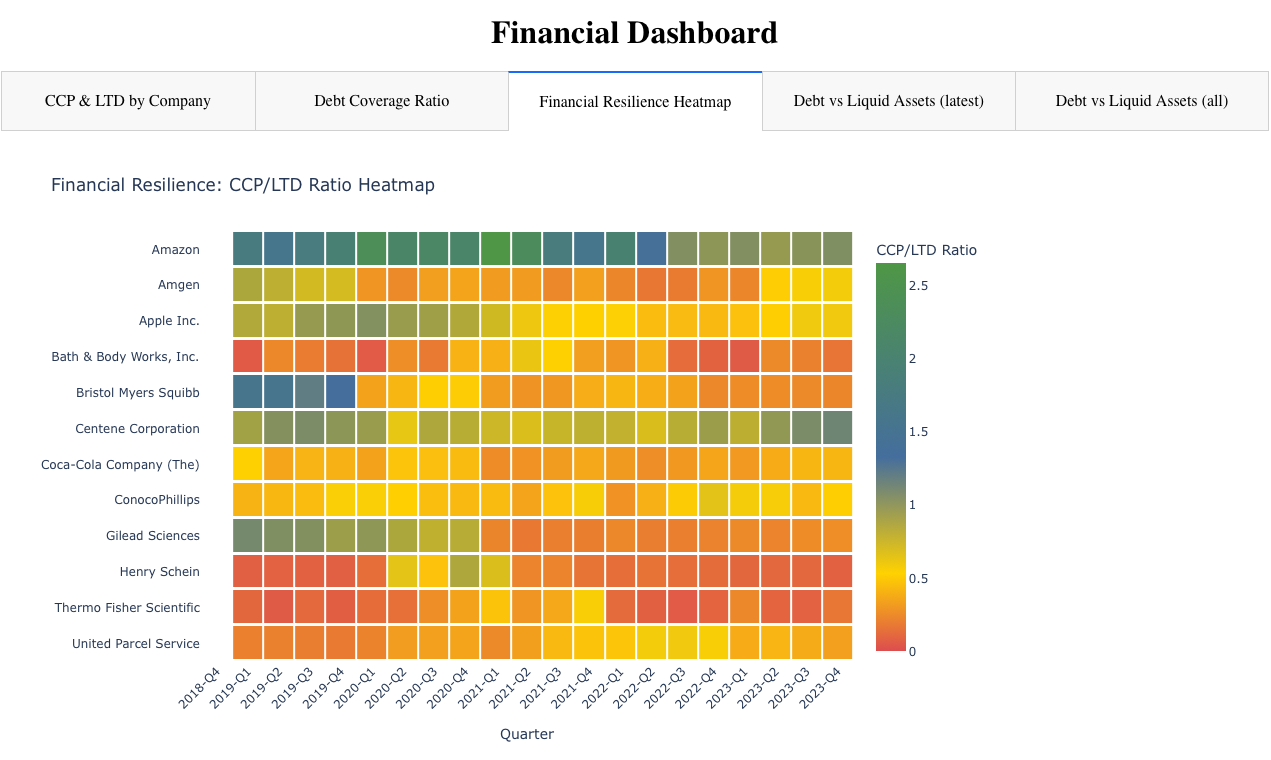 Financial Dashboard
CCP & LTD by Company
Debt Coverage Ratio
Financial Resilience Heatmap
Debt vs Liquid Assets (latest)
Debt vs Liquid Assets (all)
Financial Resilience: CCP/LTD Ratio Heatmap
Amazon
Amgen
Apple Inc.
Bath & Body Works, Inc.
Bristol Myers Squibb
Centene Corporation
Coca-Cola Company (The)
ConocoPhillips
Gilead Sciences
Henry Schein
Thermo Fisher Scientific
United Parcel Service
2018-Q4
2019-Q1
2019-Q2
2019-Q3
2019-Q4
2020-Q1
2020-Q2
2020-Q3
2020-Q4
2021-Q1
2021-Q2
2021-Q3
2021-Q4
2022-Q1
2022-Q2
2022-Q3
2022-Q4
2023-Q1
2023-Q2
2023-Q3
2023-Q4
Quarter
CCP/LTD Ratio
2.5
2
1.5
1
0.5
0